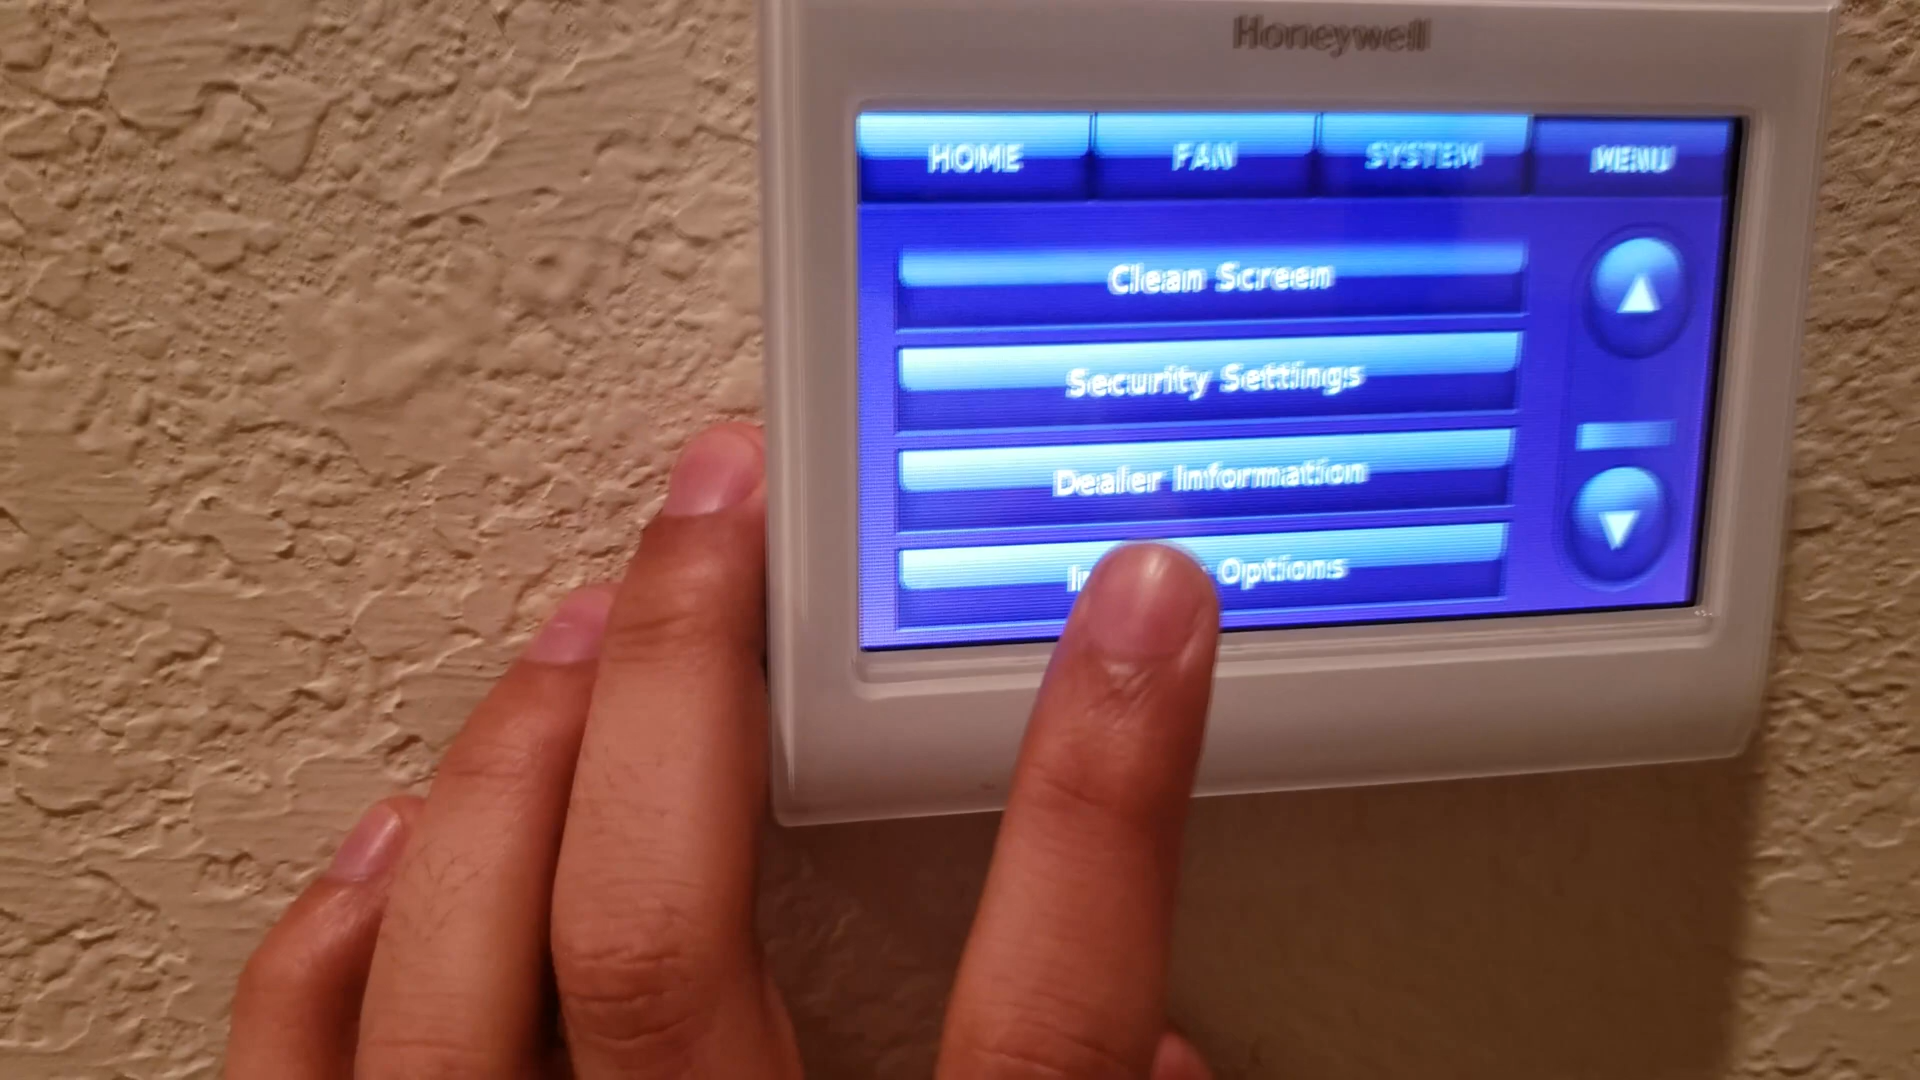 Honeywell
HOME FAN SYSTEM MENU
Clean Screen
Security Settings
Dealer Information
Options